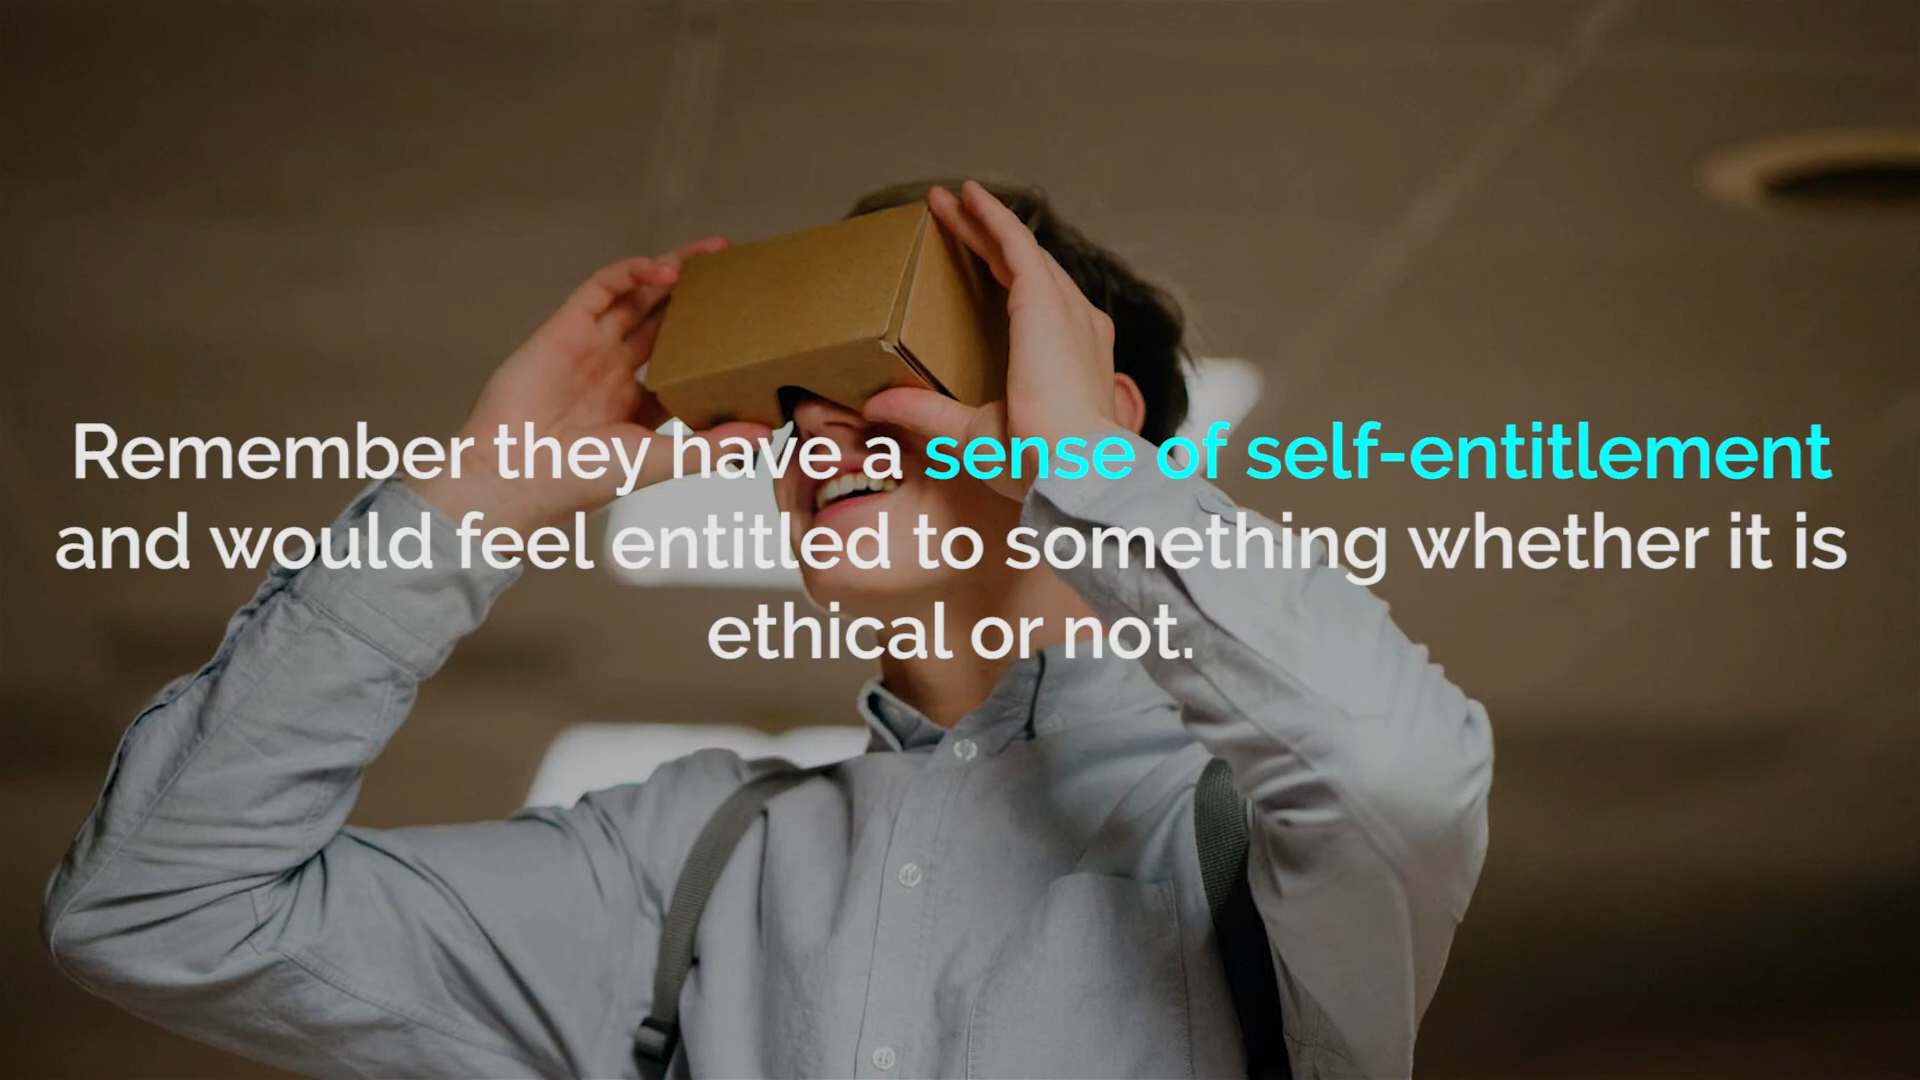 Remember they have a sense of self-entitlement
and would feel entitled to something whether it is
ethical or not.